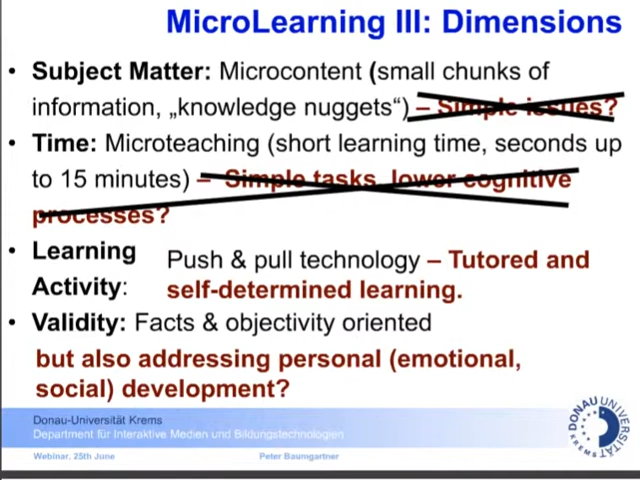 MicroLearning III: Dimensions
• Subject Matter: Microcontent (small chunks of
information, „knowledge nuggets“) – Simple issues?
• Time: Microteaching (short learning time, seconds up
to 15 minutes) – Simple tasks, lower cognitive
processes?
• Learning
Activity:
Push & pull technology – Tutored and
self-determined learning.
• Validity: Facts & objectivity oriented
but also addressing personal (emotional,
social) development?
Donau-Universität Krems
Department für Interaktive Medien und Bildungstechnologien
Webinar, 25th June
Peter Baumgartner
DONAU UNIVERSITÄT KREMS